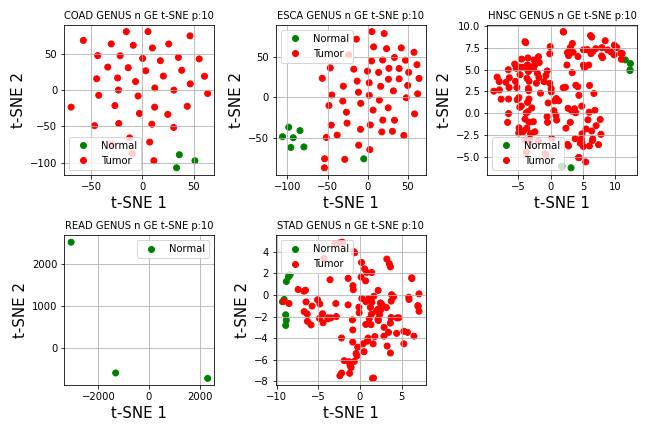 COAD GENUS n GE t-SNE p:10
50
0
−50
−100
t-SNE 2
Normal
Tumor
−50
0
50
t-SNE 1
ESCA GENUS n GE t-SNE p:10
50
0
−50
t-SNE 2
Normal
Tumor
−100
−50
0
50
t-SNE 1
HNSC GENUS n GE t-SNE p:10
10.0
7.5
5.0
2.5
0.0
−2.5
−5.0
t-SNE 2
Normal
Tumor
−5
0
5
10
t-SNE 1
READ GENUS n GE t-SNE p:10
2000
1000
0
t-SNE 2
Normal
−2000
0
2000
t-SNE 1
STAD GENUS n GE t-SNE p:10
4
2
0
−2
−4
−6
−8
t-SNE 2
Normal
Tumor
−10
−5
0
5
t-SNE 1